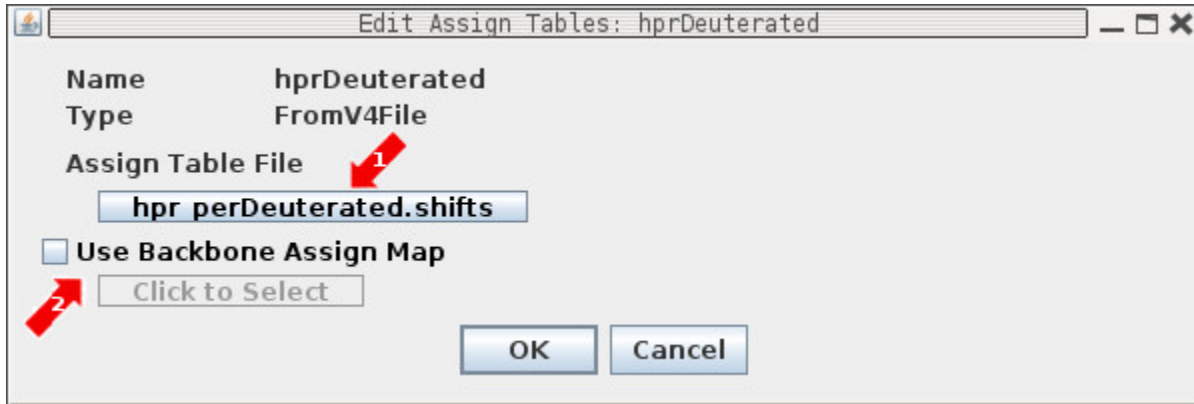 Edit Assign Tables: hprDeuterated
Name hprDeuterated
Type FromV4File
Assign Table File
1
hpr perDeuterated.shifts
Use Backbone Assign Map
2
Click to Select
OK Cancel